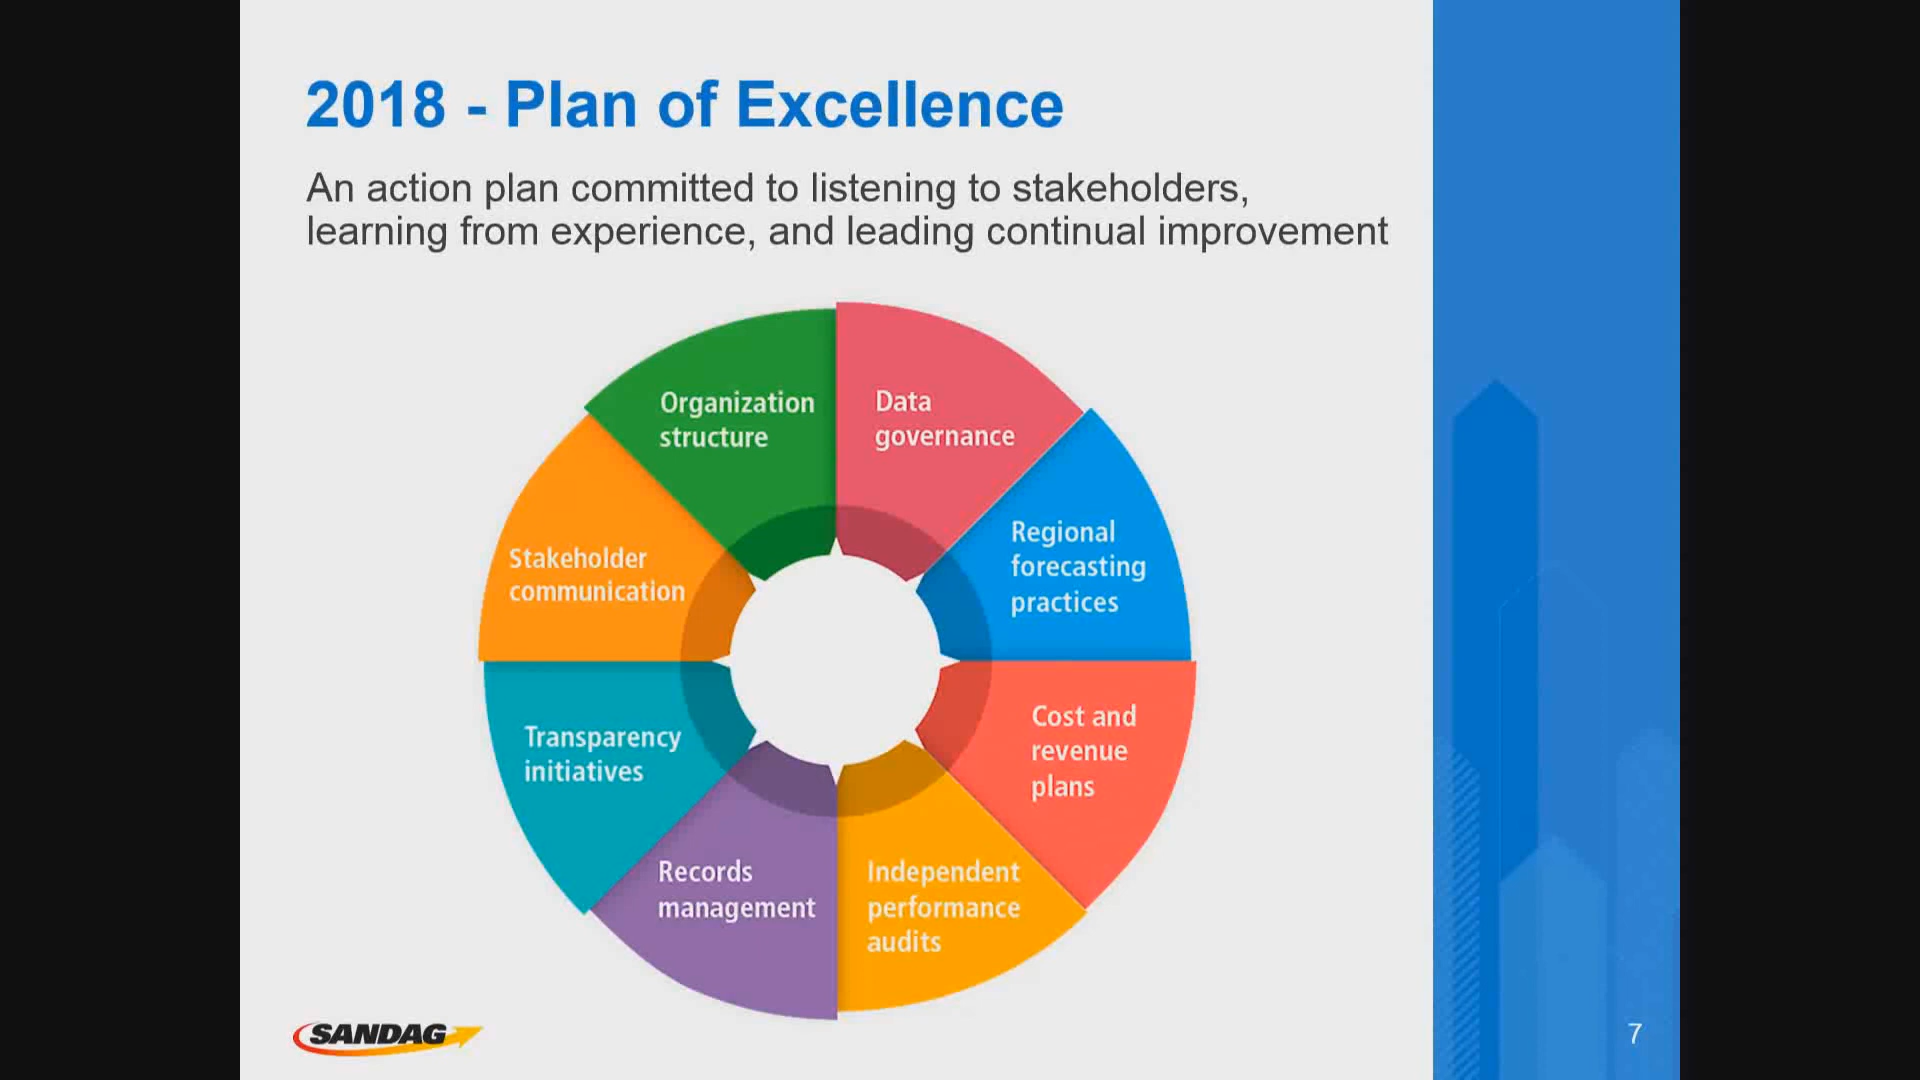 2018 - Plan of Excellence
An action plan committed to listening to stakeholders,
learning from experience, and leading continual improvement
Organization
structure
Data
governance
Regional
forecasting
practices
Cost and
revenue
plans
Independent
performance
audits
Records
management
Transparency
initiatives
Stakeholder
communication
SANDAG
7